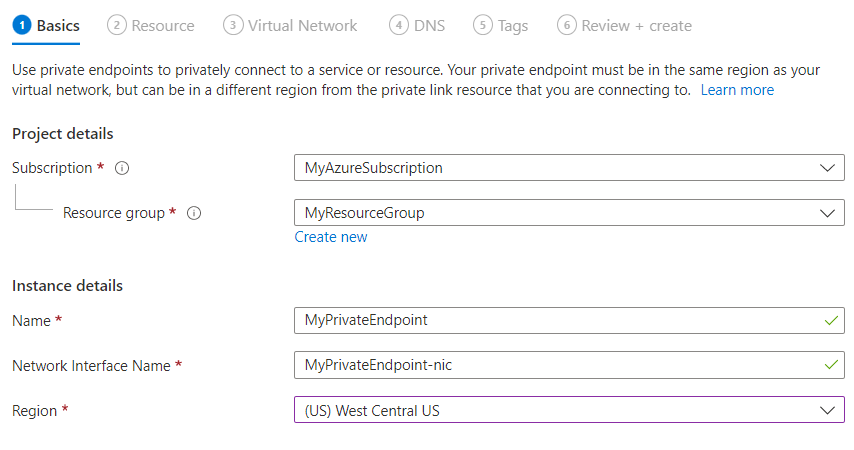 1 Basics 2 Resource 3 Virtual Network 4 DNS 5 Tags 6 Review + create
Use private endpoints to privately connect to a service or resource. Your private endpoint must be in the same region as your
virtual network, but can be in a different region from the private link resource that you are connecting to. Learn more
Project details
Subscription * i MyAzureSubscription
Resource group * i MyResourceGroup
Create new
Instance details
Name * MyPrivateEndpoint
Network Interface Name * MyPrivateEndpoint-nic
Region * (US) West Central US